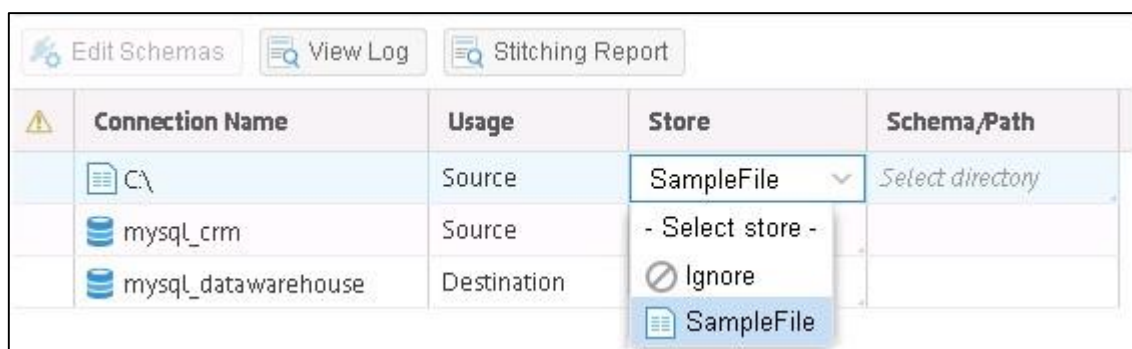 Edit Schemas View Log Stitching Report
Connection Name Usage Store Schema/Path
C:\ Source SampleFile Select directory
mysql_crm Source - Select store -
Ignore
mysql_datawarehouse Destination
SampleFile